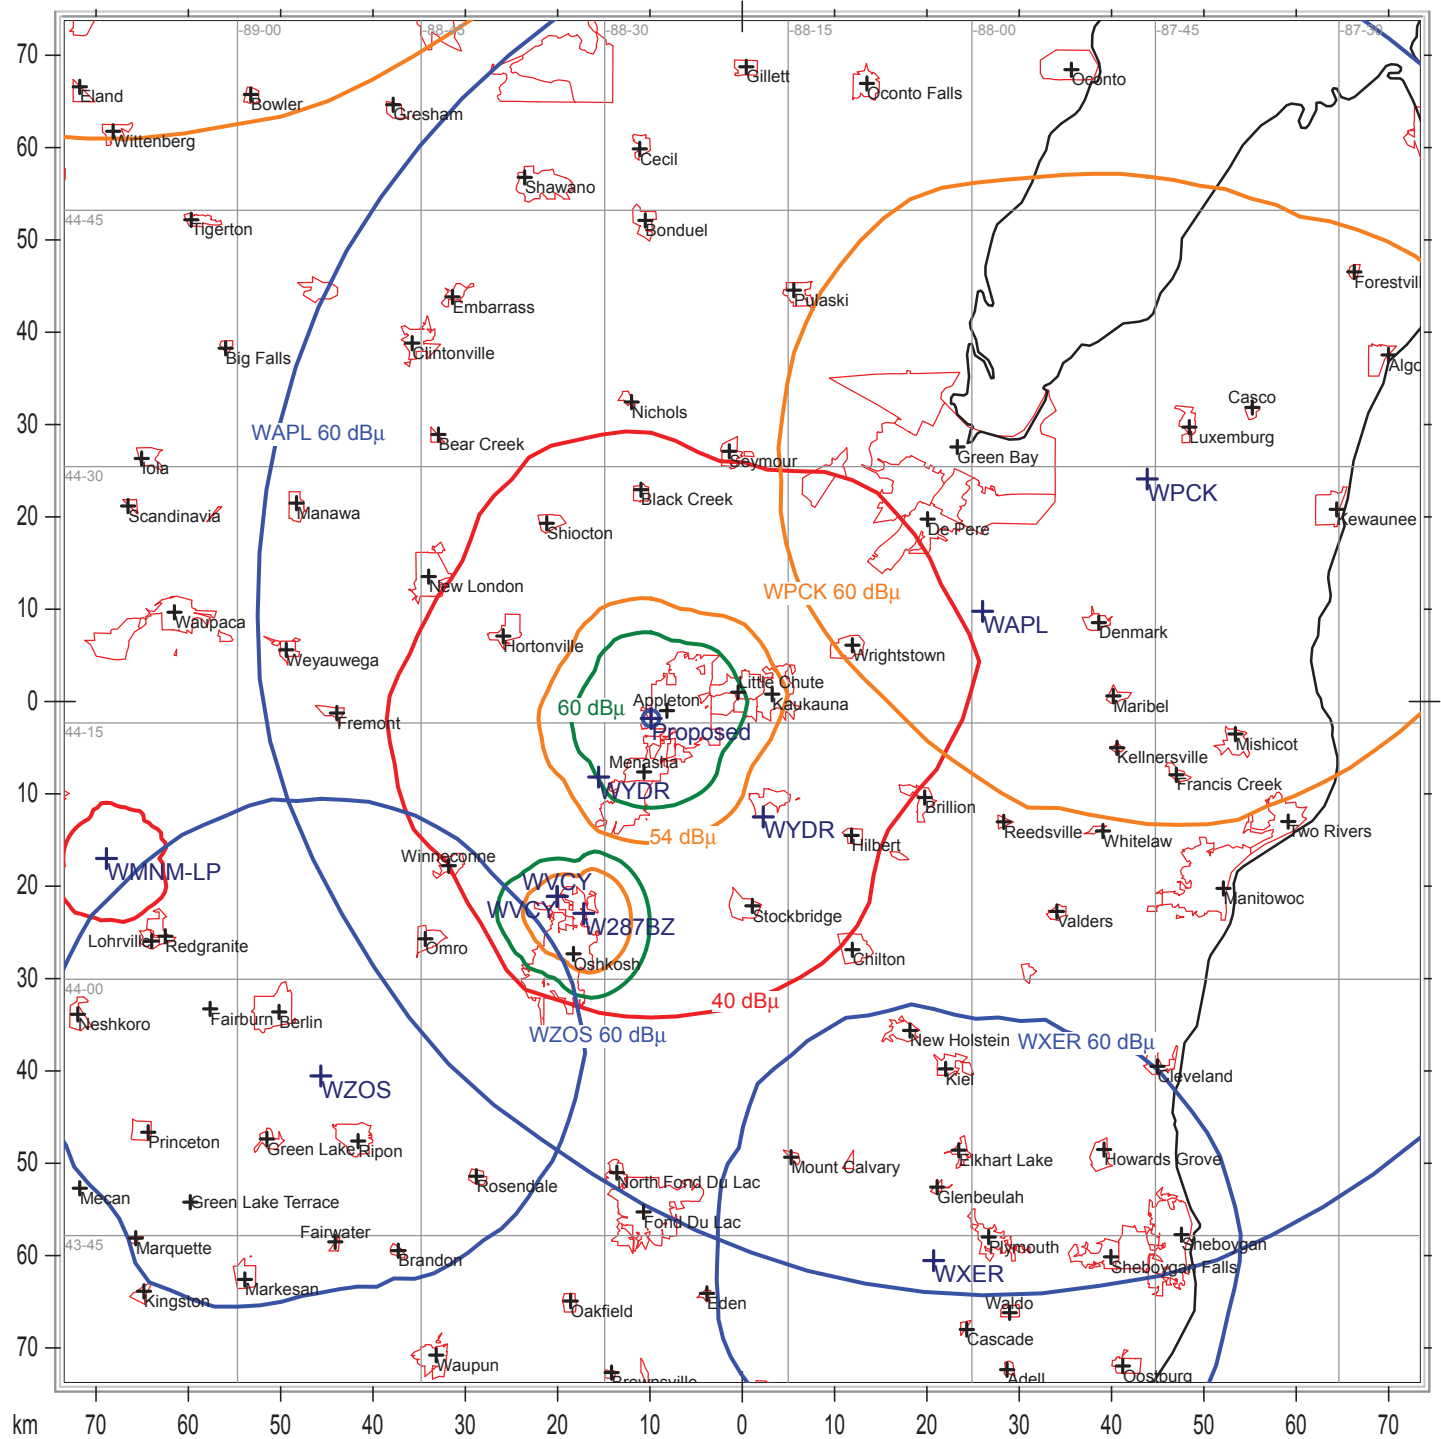 -89-00
-88-45
-88-30
-88-15
-88-00
-87-45
-87-30
70
Eland
Bowler
Gresham
Gillett
Oconto Falls
Oconto
60
Wittenberg
Cecil
Shawano
44-45
Tigerton
Bonduel
50
Embarrass
Pulaski
Forestvil
40
Big Falls
Clintonville
Algo
Nichols
Casco
30
WAPL 60 dBµ
Bear Creek
Luxemburg
Seymour
Green Bay
Iola
44-30
Black Creek
WPCK
20
Scandinavia
Manawa
Shiocton
De Pere
Kewaunee
New London
WPCK 60 dBµ
10
Waupaca
WAPL
Denmark
Weyauwega
Hortonville
Wrightstown
Little Chute
0
Appleton
Kaukauna
Maribel
60 dBµ
Fremont
44-15
Proposed
Mishicot
Kellnersville
Menasha
Francis Creek
10
WYDR
Brillion
WYDR
54 dBµ
Hilbert
Reedsville
Whitelaw
Two Rivers
Winneconne
WMNM-LP
WVCY
20
WVCY
Stockbridge
Manitowoc
W287BZ
Valders
Lohrville
Redgranite
Omro
Oshkosh
Chilton
30
44-00
40 dBµ
Neshkoro
Fairburn
Berlin
WZOS 60 dBµ
New Holstein
WXER 60 dBµ
40
Kiel
Cleveland
WZOS
Princeton
Green Lake
Ripon
50
Mount Calvary
Elkhart Lake
Howards Grove
Mecan
Green Lake Terrace
Rosendale
North Fond Du Lac
Glenbeulah
Fond Du Lac
Fairwater
43-45
Marquette
Plymouth
Sheboygan
60
Brandon
Sheboygan Falls
WXER
Markesan
Kingston
Oakfield
Eden
Waldo
Cascade
70
Waupun
Brownsville
Adell
Oostburg
km
70
60
50
40
30
20
10
0
10
20
30
40
50
60
70